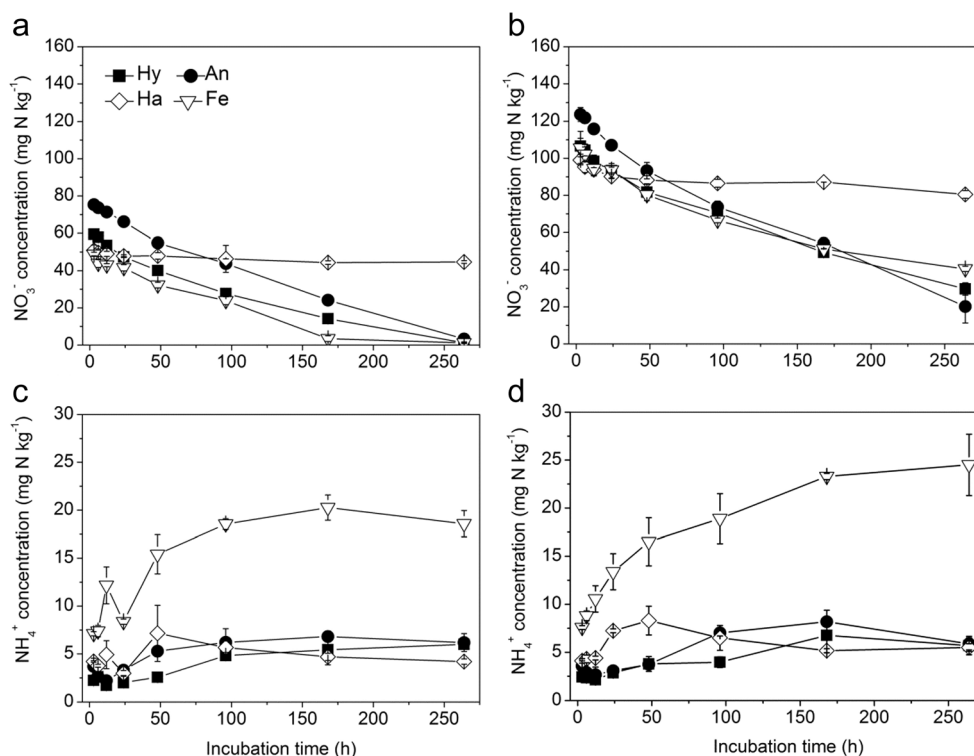 a
b
NO₃⁻ concentration (mg N kg⁻¹)
160
140
120
100
80
60
40
20
0
Hy An
Ha Fe
0 50 100 150 200 250
NO₃⁻ concentration (mg N kg⁻¹)
160
140
120
100
80
60
40
20
0
0 50 100 150 200 250
c
d
NH₄⁺ concentration (mg N kg⁻¹)
30
25
20
15
10
5
0
0 50 100 150 200 250
Incubation time (h)
NH₄⁺ concentration (mg N kg⁻¹)
30
25
20
15
10
5
0
0 50 100 150 200 250
Incubation time (h)